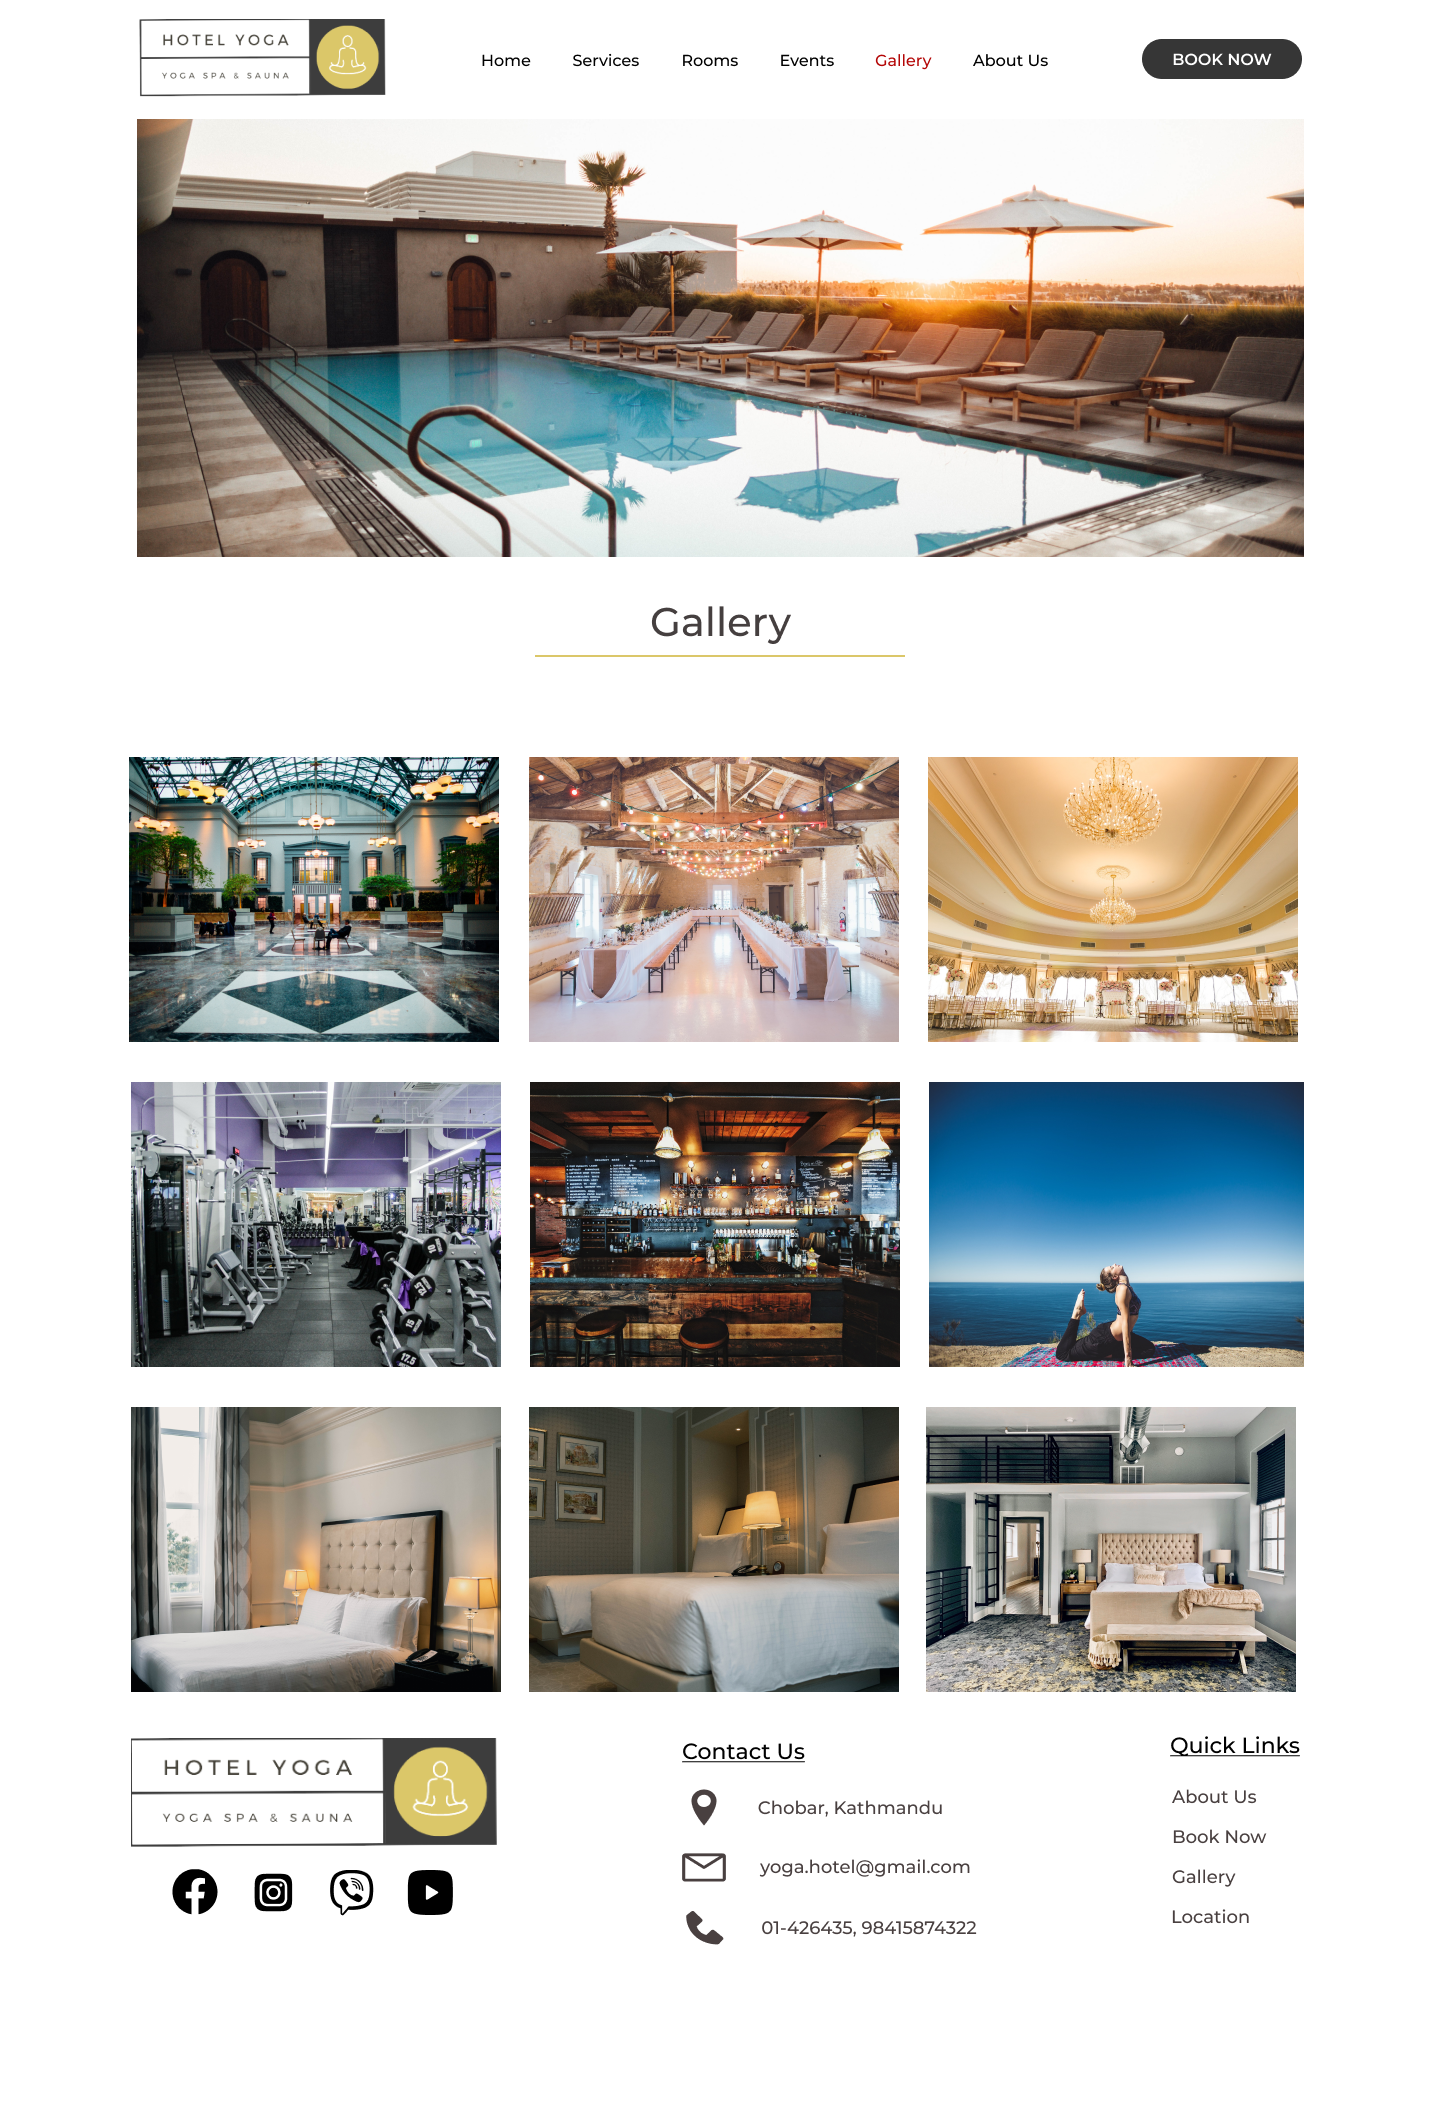 HOTEL YOGA
YOGA SPA & SAUNA
Home Services Rooms Events Gallery About Us
BOOK NOW
Gallery
HOTEL YOGA
YOGA SPA & SAUNA
Contact Us
Chobar, Kathmandu
yoga.hotel@gmail.com
01-426435, 98415874322
Quick Links
About Us
Book Now
Gallery
Location